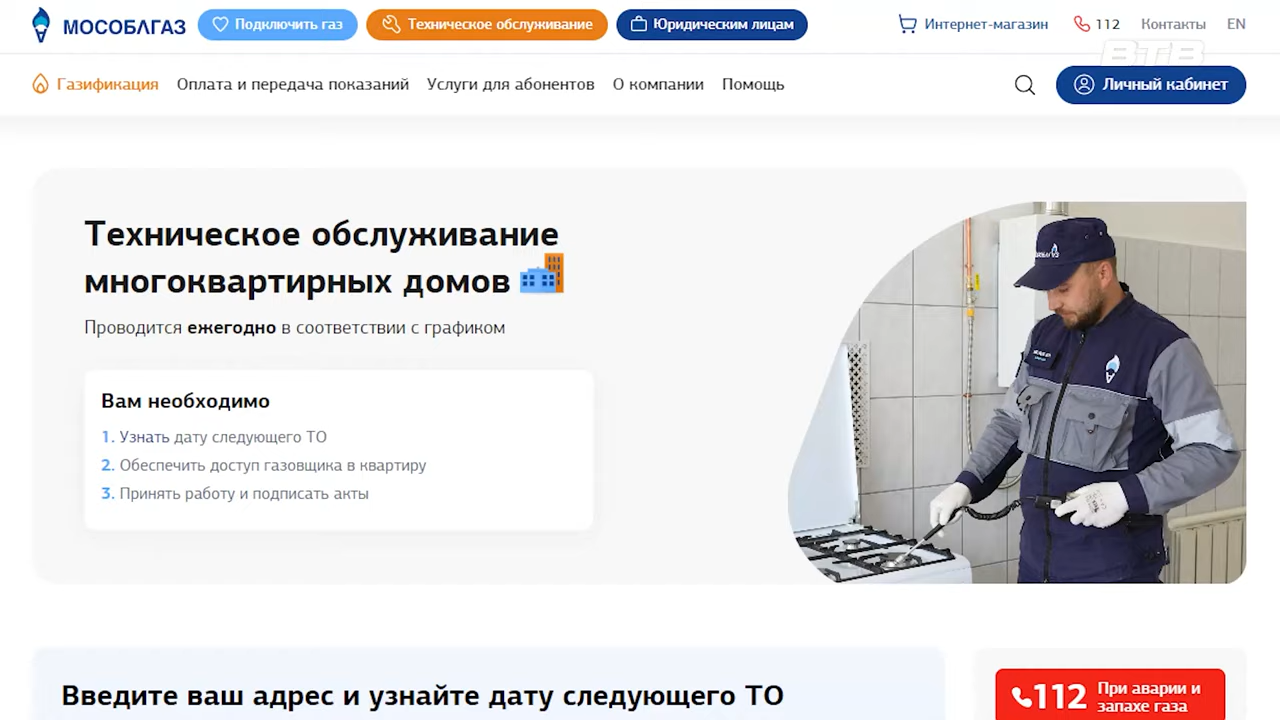 МОСОБЛГАЗ
Подключить газ
Техническое обслуживание
Юридическим лицам
Интернет-магазин
112
Контакты
EN
ВТВ
Газификация
Оплата и передача показаний
Услуги для абонентов
О компании
Помощь
Личный кабинет
Техническое обслуживание
многоквартирных домов
Проводится ежегодно в соответствии с графиком
Вам необходимо
1. Узнать дату следующего ТО
2. Обеспечить доступ газовщика в квартиру
3. Принять работу и подписать акты
Введите ваш адрес и узнайте дату следующего ТО
112
При аварии и
запахе газа